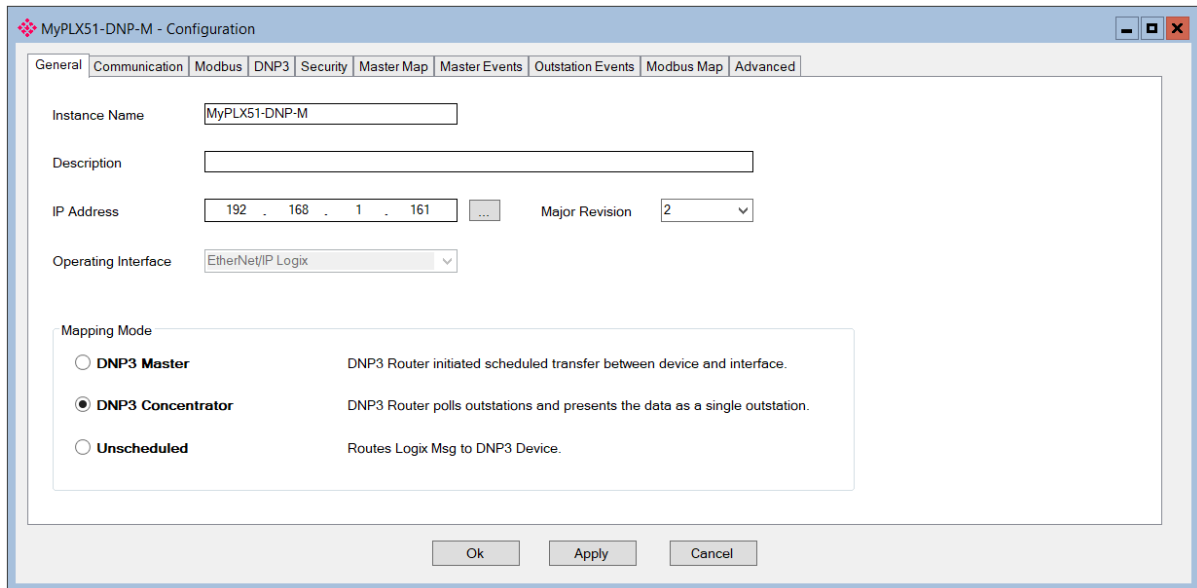 MyPLX51-DNP-M - Configuration
General Communication Modbus DNP3 Security Master Map Master Events Outstation Events Modbus Map Advanced
Instance Name MyPLX51-DNP-M
Description
IP Address 192 . 168 . 1 . 161 ... Major Revision 2
Operating Interface EtherNet/IP Logix
Mapping Mode
DNP3 Master DNP3 Router initiated scheduled transfer between device and interface.
DNP3 Concentrator DNP3 Router polls outstations and presents the data as a single outstation.
Unscheduled Routes Logix Msg to DNP3 Device.
Ok Apply Cancel